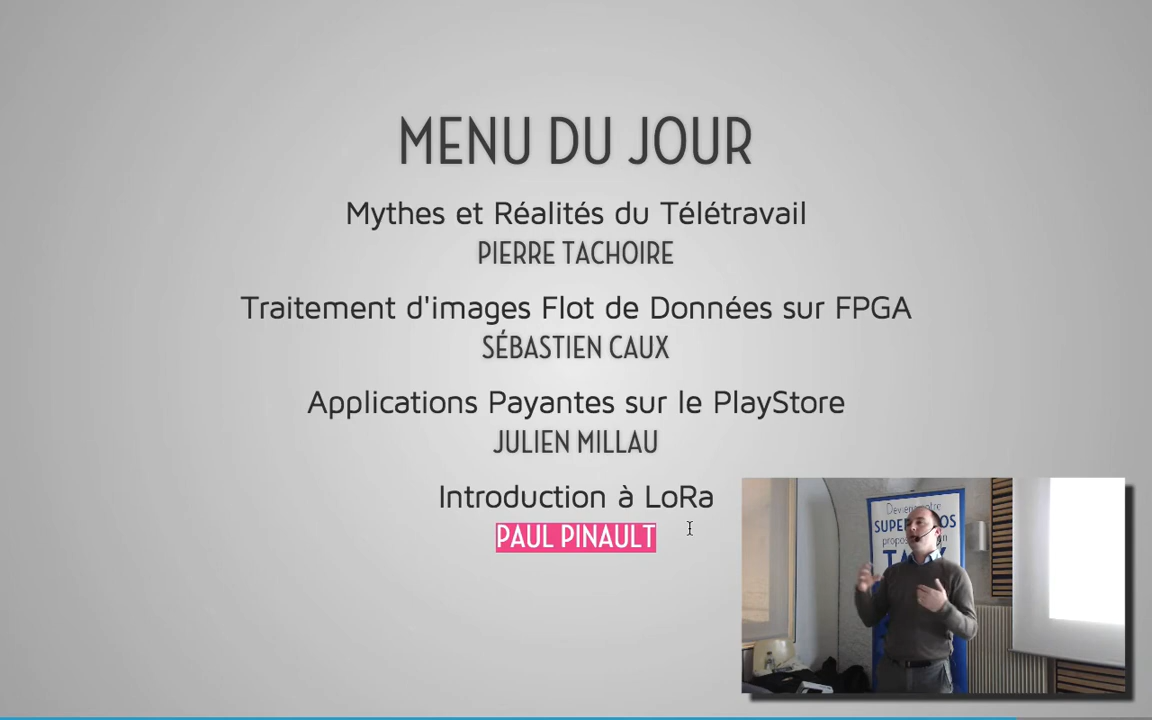 MENU DU JOUR
Mythes et Réalités du Télétravail
PIERRE TACHOIRE
Traitement d'images Flot de Données sur FPGA
SÉBASTIEN CAUX
Applications Payantes sur le PlayStore
JULIEN MILLAU
Introduction à LoRa
PAUL PINAULT